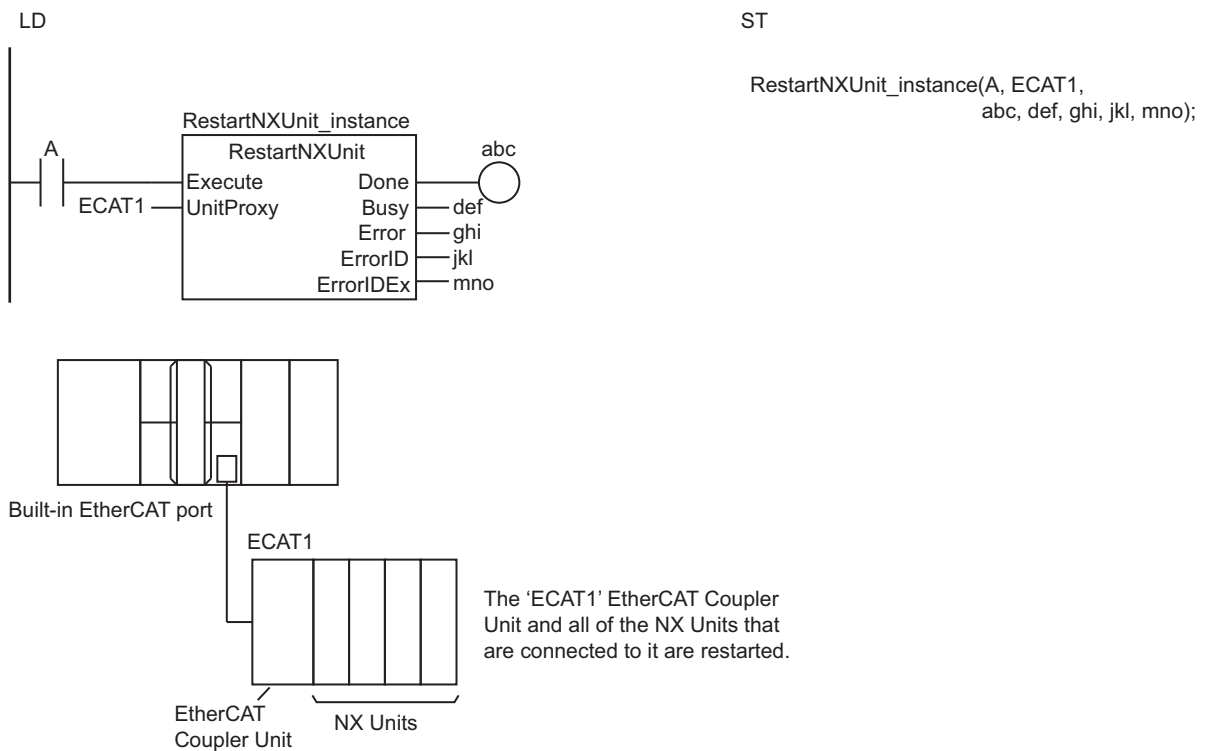 LD
ST
RestartNXUnit_instance(A, ECAT1,
abc, def, ghi, jkl, mno);
RestartNXUnit_instance
RestartNXUnit
A
abc
Execute
Done
ECAT1
UnitProxy
Busy
def
Error
ghi
ErrorID
jkl
ErrorIDEx
mno
Built-in EtherCAT port
ECAT1
The ‘ECAT1’ EtherCAT Coupler
Unit and all of the NX Units that
are connected to it are restarted.
EtherCAT
Coupler Unit
NX Units